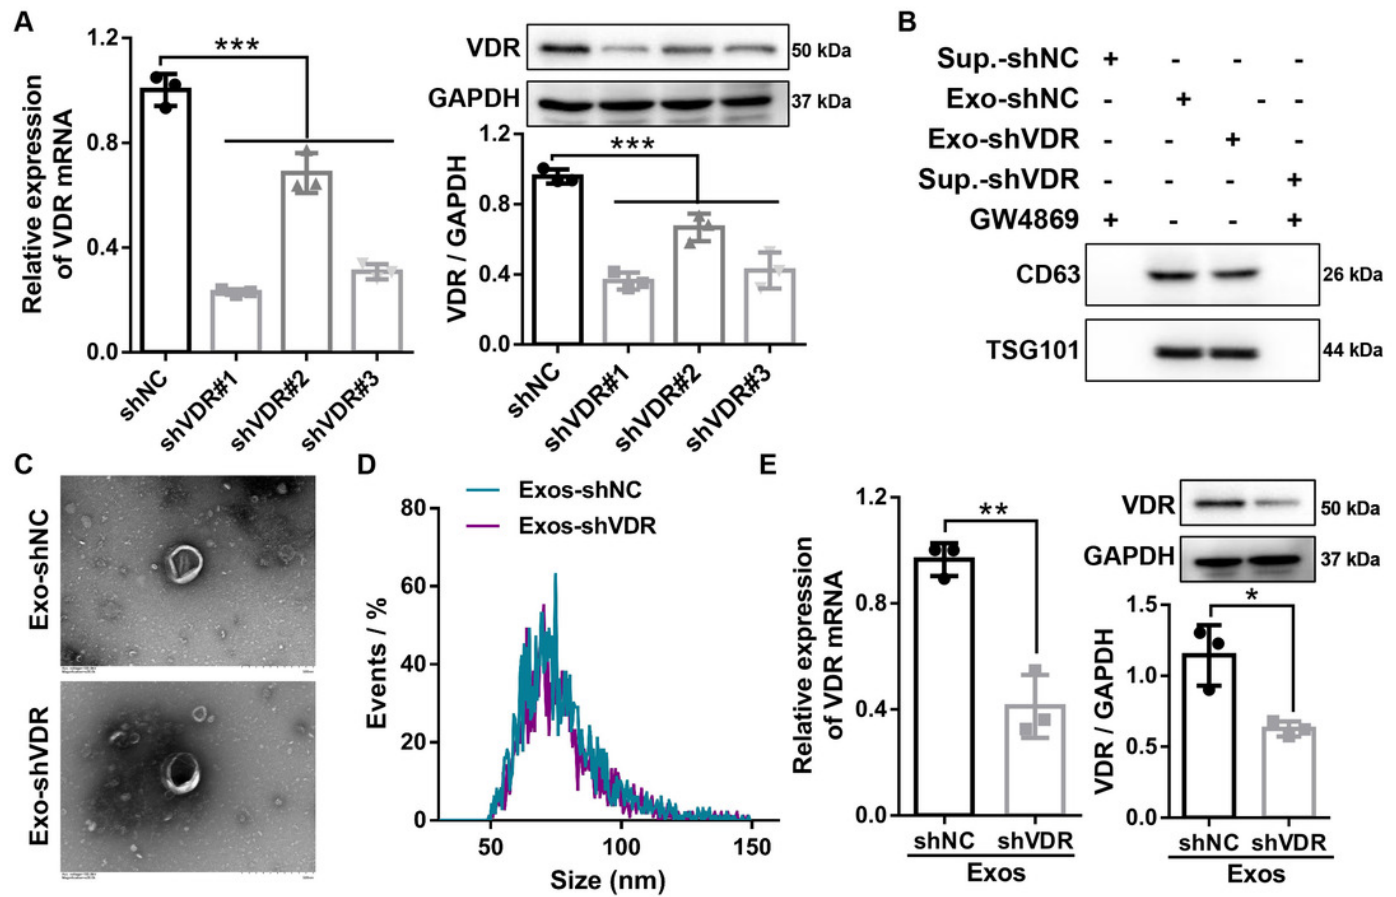 A
1.2
0.8
0.4
0.0
Relative expression
of VDR mRNA
***
shNC
shVDR#1
shVDR#2
shVDR#3
VDR
50 kDa
GAPDH
37 kDa
1.2
0.8
0.4
0.0
VDR / GAPDH
***
shNC
shVDR#1
shVDR#2
shVDR#3
B
Sup.-shNC + - - -
Exo-shNC - + - -
Exo-shVDR - - + -
Sup.-shVDR - - - +
GW4869 + - - +
CD63
26 kDa
TSG101
44 kDa
C
Exo-shNC
Exo-shVDR
D
Exos-shNC
Exos-shVDR
80
60
40
20
0
Events / %
50 100 150
Size (nm)
E
1.2
0.8
0.4
0.0
Relative expression
of VDR mRNA
**
shNC shVDR
Exos
VDR
50 kDa
GAPDH
37 kDa
1.5
1.0
0.5
0.0
VDR / GAPDH
*
shNC shVDR
Exos